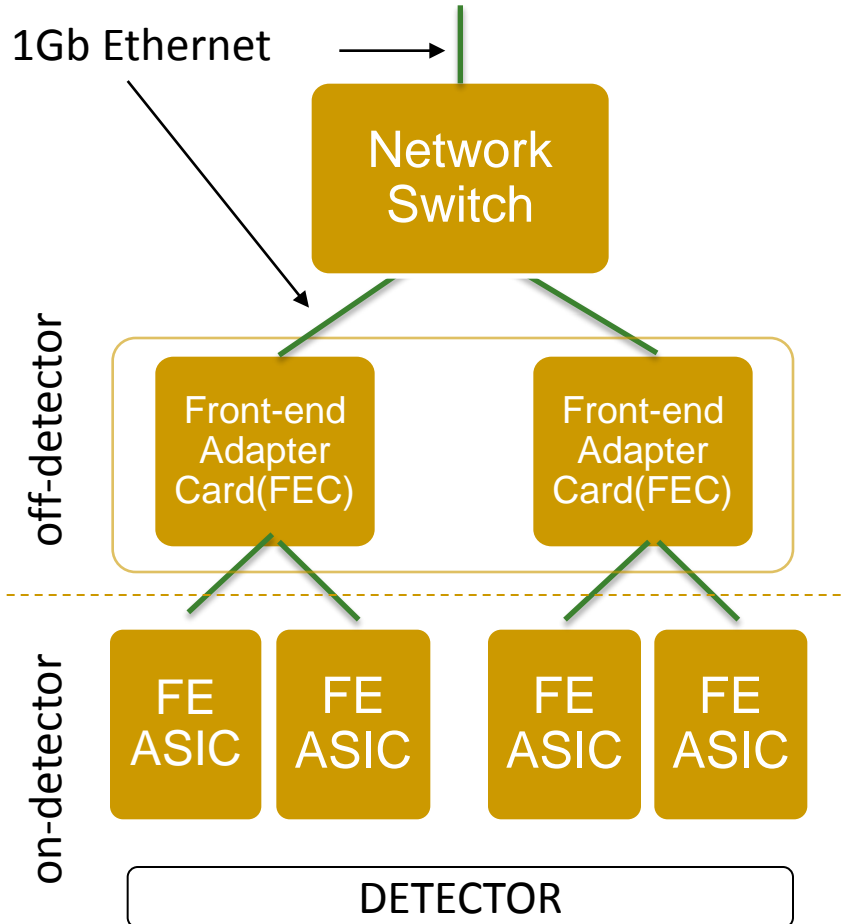 1Gb Ethernet
Network
Switch
off-detector
Front-end
Adapter
Card(FEC)
Front-end
Adapter
Card(FEC)
on-detector
FE
ASIC
FE
ASIC
FE
ASIC
FE
ASIC
DETECTOR